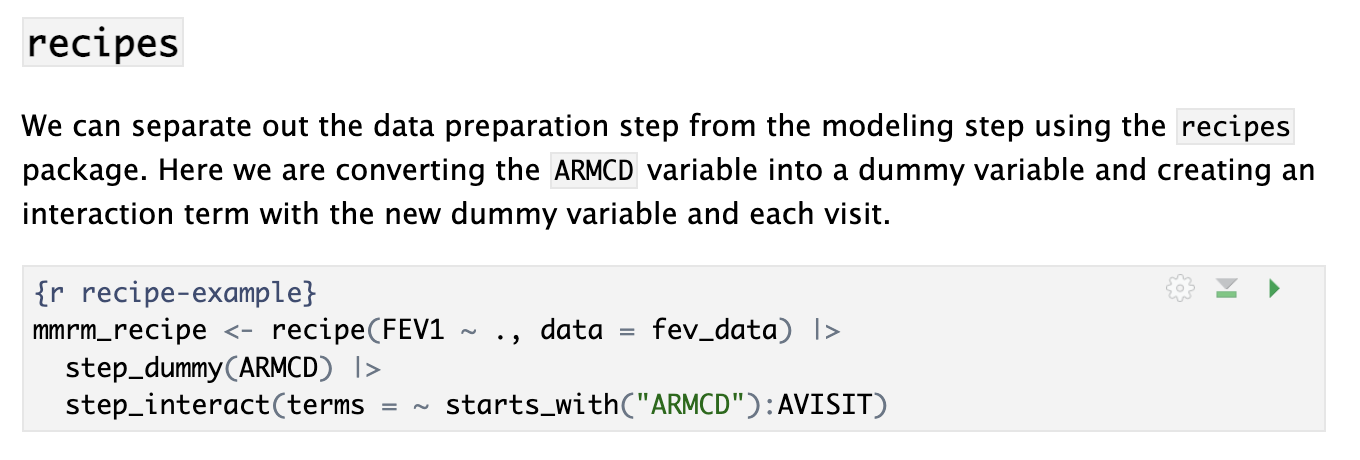 recipes
We can separate out the data preparation step from the modeling step using the recipes
package. Here we are converting the ARMCD variable into a dummy variable and creating an
interaction term with the new dummy variable and each visit.
{r recipe-example}
mmrm_recipe <- recipe(FEV1 ~ ., data = fev_data) |>
  step_dummy(ARMCD) |>
  step_interact(terms = ~ starts_with("ARMCD"):AVISIT)